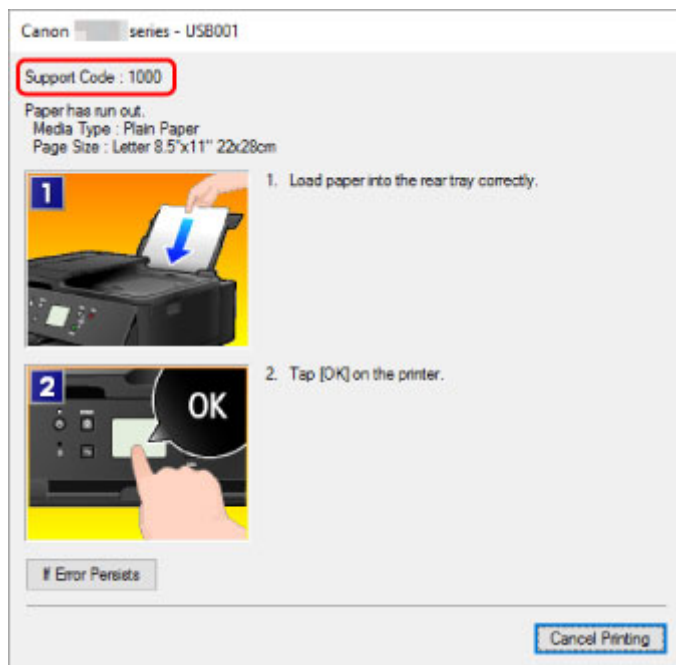 Canon series - USB001
Support Code : 1000
Paper has run out.
Media Type : Plain Paper
Page Size : Letter 8.5"x11" 22x28cm
1
1. Load paper into the rear tray correctly.
2
OK
2. Tap [OK] on the printer.
If Error Persists
Cancel Printing